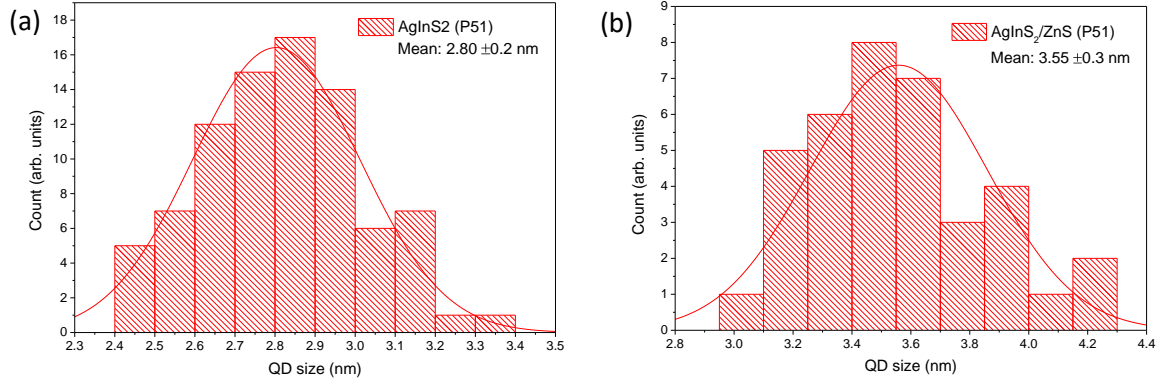 (a)
AgInS2 (P51)
Mean: 2.80 ±0.2 nm
Count (arb. units)
18
16
14
12
10
8
6
4
2
0
2.3 2.4 2.5 2.6 2.7 2.8 2.9 3.0 3.1 3.2 3.3 3.4 3.5
QD size (nm)
(b)
AgInS₂/ZnS (P51)
Mean: 3.55 ±0.3 nm
Count (arb. units)
9
8
7
6
5
4
3
2
1
0
2.8 3.0 3.2 3.4 3.6 3.8 4.0 4.2 4.4
QD size (nm)